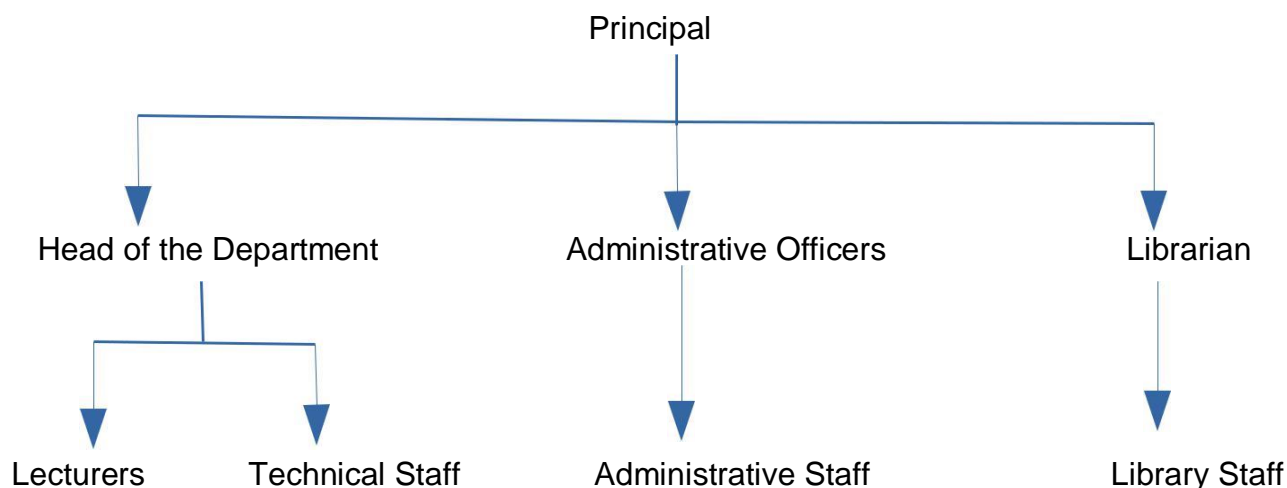 Principal
Head of the Department Administrative Officers Librarian
Lecturers Technical Staff Administrative Staff Library Staff